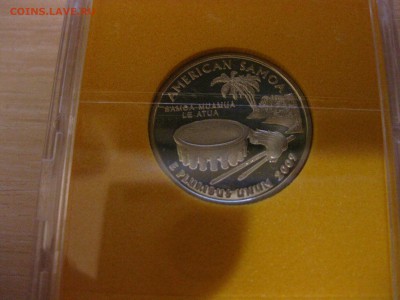 COINS.LAVE.RU
AMERICAN SAMOA
SAMOA MUAMUA
LE ATUA
E PLURIBUS UNUM 2009